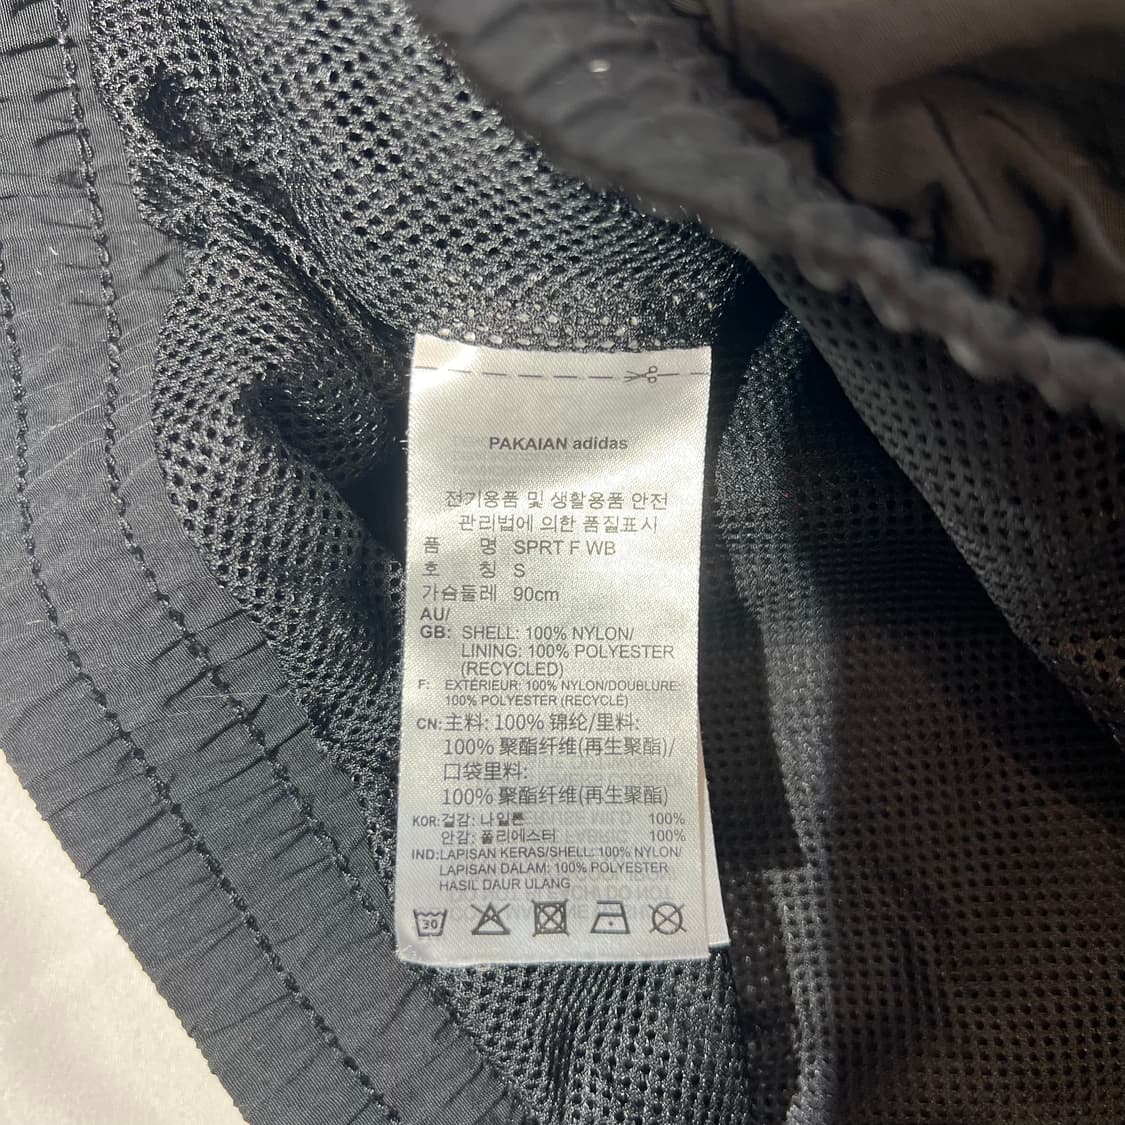 PAKAIAN adidas
전기용품 및 생활용품 안전
관리법에 의한 품질표시
품 명 SPRT F WB
호 칭 S
가슴둘레 90cm
AU/
GB: SHELL: 100% NYLON/
LINING: 100% POLYESTER
(RECYCLED)
F: EXTÉRIEUR: 100% NYLON/DOUBLURE:
100% POLYESTER (RECYCLÉ)
CN: 主料: 100% 锦纶/里料:
100% 聚酯纤维(再生聚酯)/
口袋里料:
100% 聚酯纤维(再生聚酯)
KOR: 겉감: 나일론 100%
안감: 폴리에스터 100%
IND: LAPISAN KERAS/SHELL: 100% NYLON/
LAPISAN DALAM: 100% POLYESTER
HASIL DAUR ULANG
30